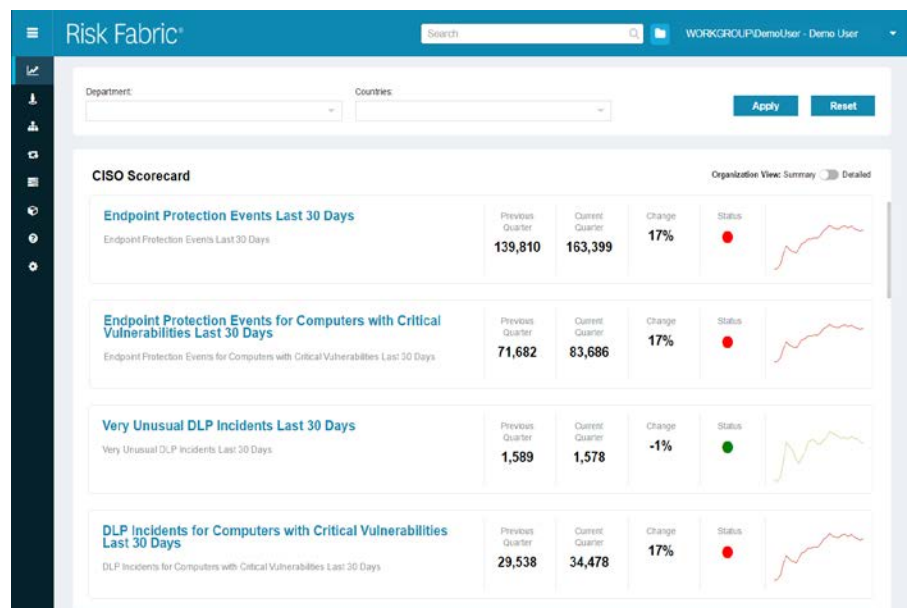 Risk Fabric®
Search
WORKGROUP\DemoUser - Demo User
Department:
Countries:
Apply
Reset
CISO Scorecard
Organization View: Summary Detailed
Endpoint Protection Events Last 30 Days
Endpoint Protection Events Last 30 Days
Previous
Quarter
139,810
Current
Quarter
163,399
Change
17%
Status
Endpoint Protection Events for Computers with Critical
Vulnerabilities Last 30 Days
Endpoint Protection Events for Computers with Critical Vulnerabilities Last 30 Days
Previous
Quarter
71,682
Current
Quarter
83,686
Change
17%
Status
Very Unusual DLP Incidents Last 30 Days
Very Unusual DLP Incidents Last 30 Days
Previous
Quarter
1,589
Current
Quarter
1,578
Change
-1%
Status
DLP Incidents for Computers with Critical Vulnerabilities
Last 30 Days
DLP Incidents for Computers with Critical Vulnerabilities Last 30 Days
Previous
Quarter
29,538
Current
Quarter
34,478
Change
17%
Status